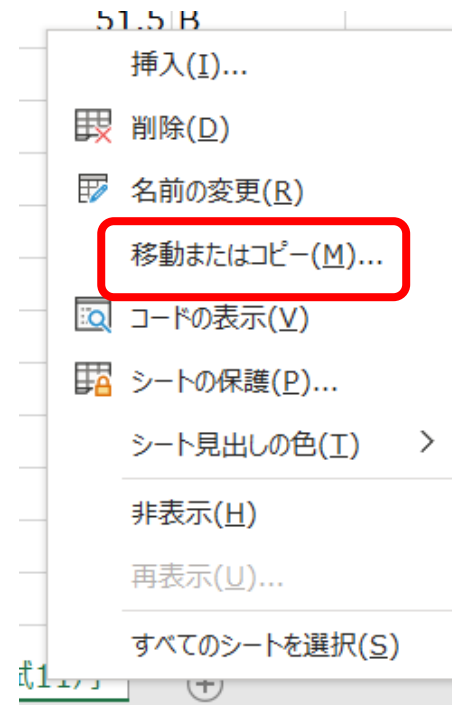 51.5 B
挿入(I)...
削除(D)
名前の変更(R)
移動またはコピー(M)...
コードの表示(V)
シートの保護(P)...
シート見出しの色(T)
非表示(H)
再表示(U)...
すべてのシートを選択(S)